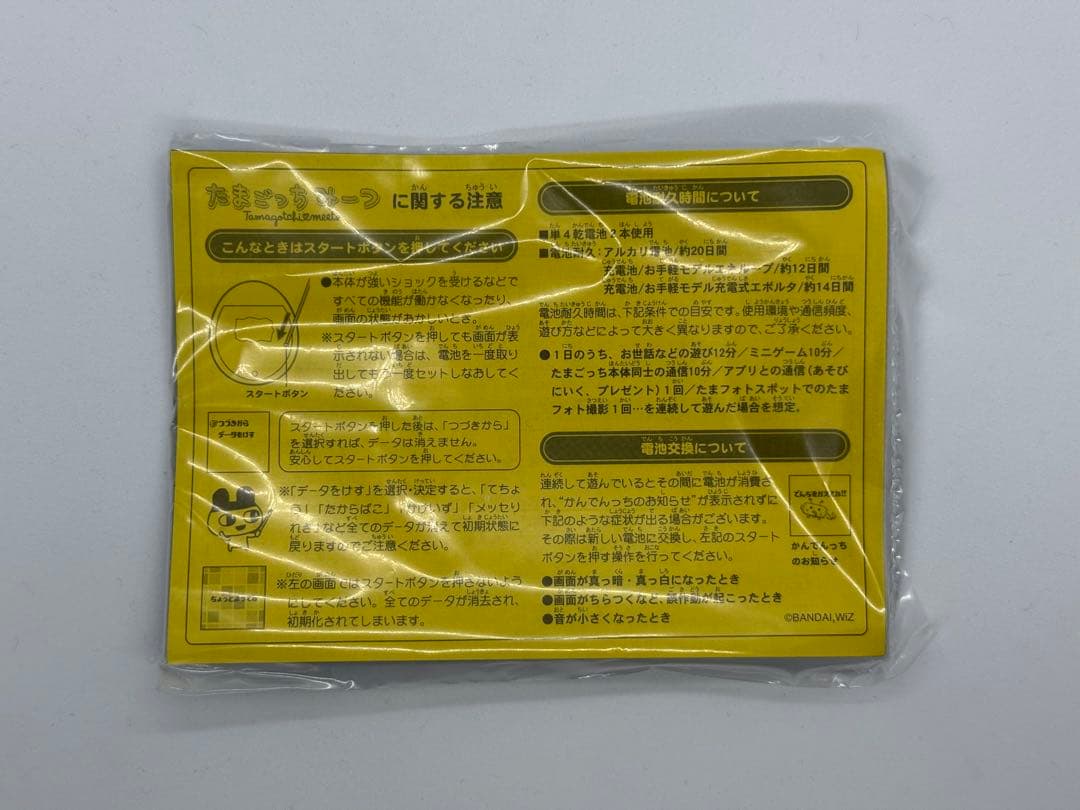 たまごっちみーつ に関する注意
Tamagotchi meets
こんなときはスタートボタンを押してください
●本体が強いショックを受けるなどで
すべての機能が働かなくなったり、
画面の状態がおかしいとき。
※スタートボタンを押しても画面が表
示されない場合は、電池を一度取り
出してもう一度セットしなおしてく
ださい。
スタートボタン
つづきから
データをけす
スタートボタンを押した後は、「つづきから」
を選択すれば、データは消えません。
安心してスタートボタンを押してください。
※「データをけす」を選択・決定すると、「てちょ
う」「たからばこ」「かけいず」「メッセり
れき」など全てのデータが消えて初期状態に
戻りますのでご注意ください。
ちょっとまってね
※左の画面ではスタートボタンを押さないよう
にしてください。全てのデータが消去され、
初期化されてしまいます。
電池耐久時間について
■単4乾電池2本使用
■電池耐久:アルカリ電池/約20日間
充電池/お手軽モデルエネループ/約12日間
充電池/お手軽モデル充電式エボルタ/約14日間
電池耐久時間は、下記条件での目安です。使用環境や通信頻度、
遊び方などによって大きく異なりますので、ご了承ください。
●1日のうち、お世話などの遊び12分/ミニゲーム10分/
たまごっち本体同士の通信10分/アプリとの通信(あそび
にいく、プレゼント)1回/たまフォトスポットでのたま
フォト撮影1回…を連続して遊んだ場合を想定。
電池交換について
連続して遊んでいるとその間に電池が消費さ
れ、“かんでんっちのお知らせ”が表示されずに
下記のような症状が出る場合がございます。
その際は新しい電池に交換し、左記のスタート
ボタンを押す操作を行ってください。
でんちをかえてね!!
かんでんっち
のお知らせ
●画面が真っ暗・真っ白になったとき
●画面がちらつくなど、誤作動が起こったとき
●音が小さくなったとき
©BANDAI,WiZ